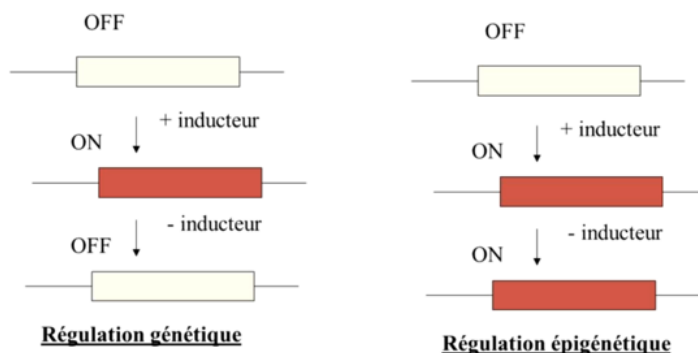 OFF
+ inducteur
ON
- inducteur
OFF
Régulation génétique
OFF
+ inducteur
ON
- inducteur
ON
Régulation épigénétique